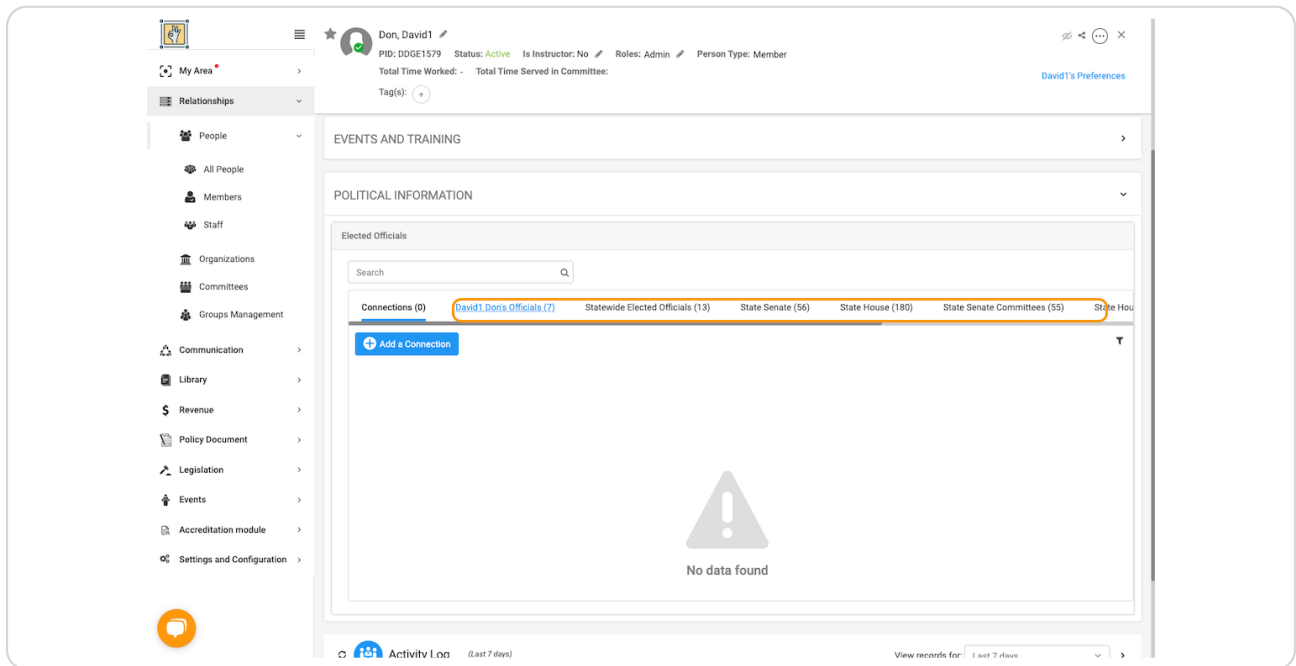 Don, David1
PID: DDGE1579 Status: Active Is Instructor: No Roles: Admin Person Type: Member
Total Time Worked: - Total Time Served in Committee:
David1's Preferences
Tag(s):
My Area
Relationships
People
All People
Members
Staff
Organizations
Committees
Groups Management
Communication
Library
Revenue
Policy Document
Legislation
Events
Accreditation module
Settings and Configuration
EVENTS AND TRAINING
POLITICAL INFORMATION
Elected Officials
Search
Connections (0) David1 Don's Officials (7) Statewide Elected Officials (13) State Senate (56) State House (180) State Senate Committees (55) State Hou
Add a Connection
No data found
Activity Log (Last 7 days) View records for: Last 7 days